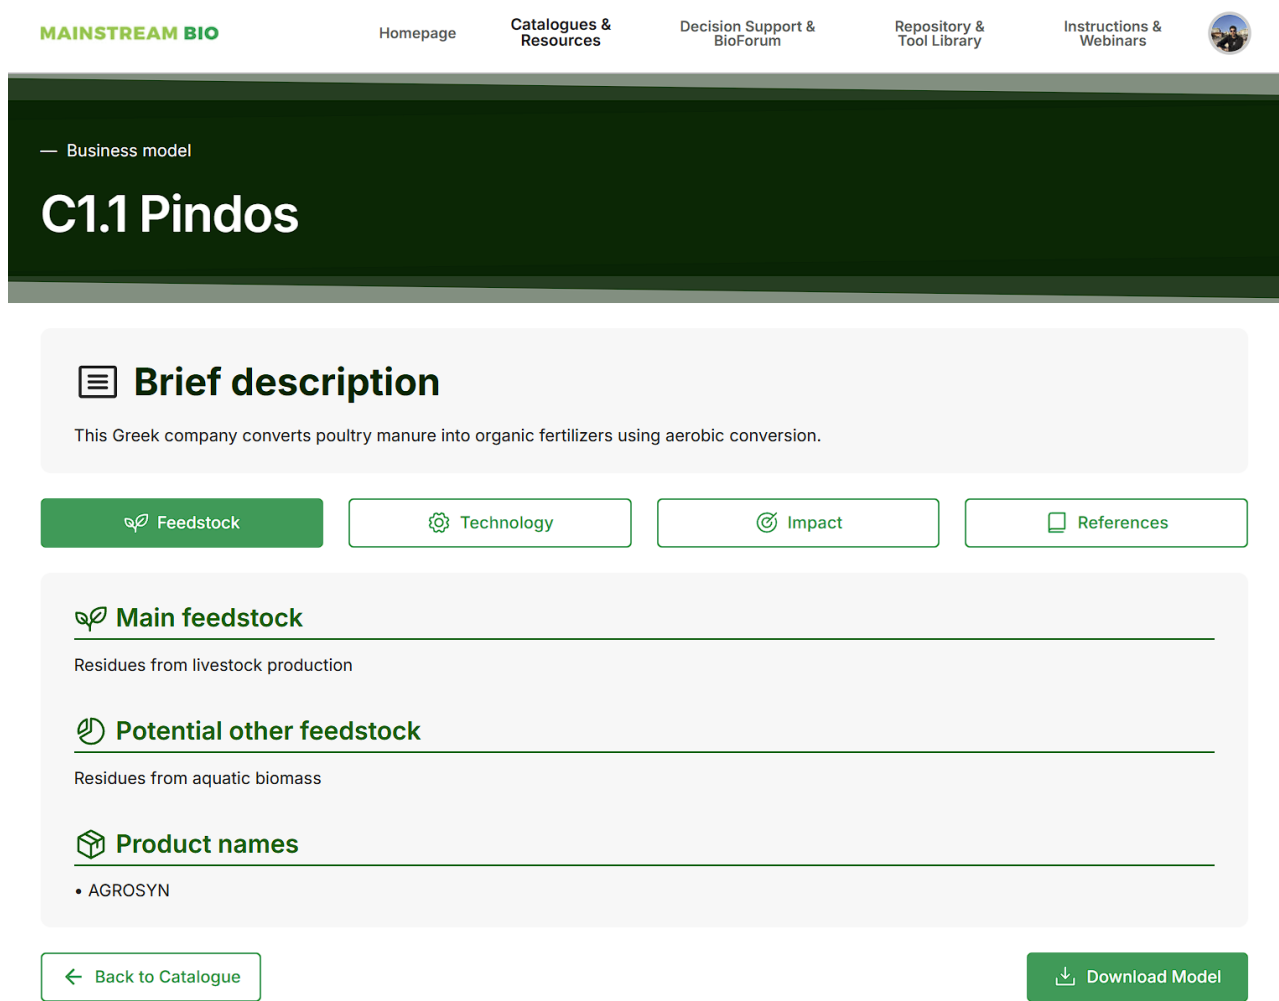 MAINSTREAM BIO
Homepage
Catalogues &
Resources
Decision Support &
BioForum
Repository &
Tool Library
Instructions &
Webinars
— Business model
C1.1 Pindos
Brief description
This Greek company converts poultry manure into organic fertilizers using aerobic conversion.
Feedstock
Technology
Impact
References
Main feedstock
Residues from livestock production
Potential other feedstock
Residues from aquatic biomass
Product names
• AGROSYN
Back to Catalogue
Download Model